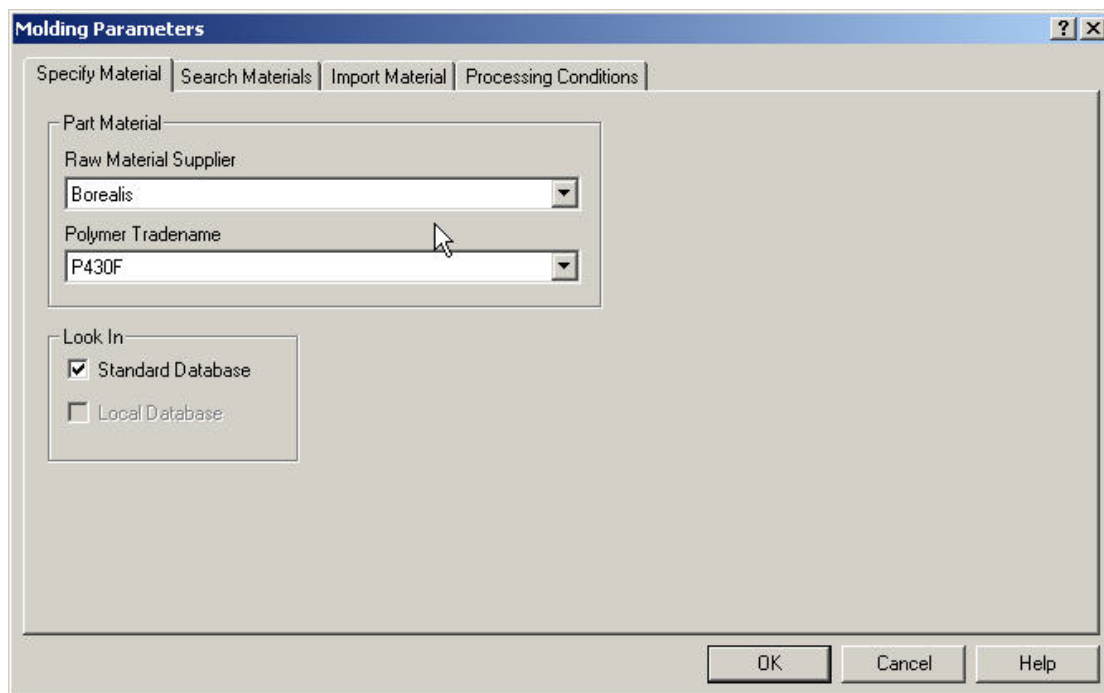 Molding Parameters
Specify Material Search Materials Import Material Processing Conditions
Part Material
Raw Material Supplier
Borealis
Polymer Tradename
P430F
Look In
Standard Database
Local Database
OK Cancel Help